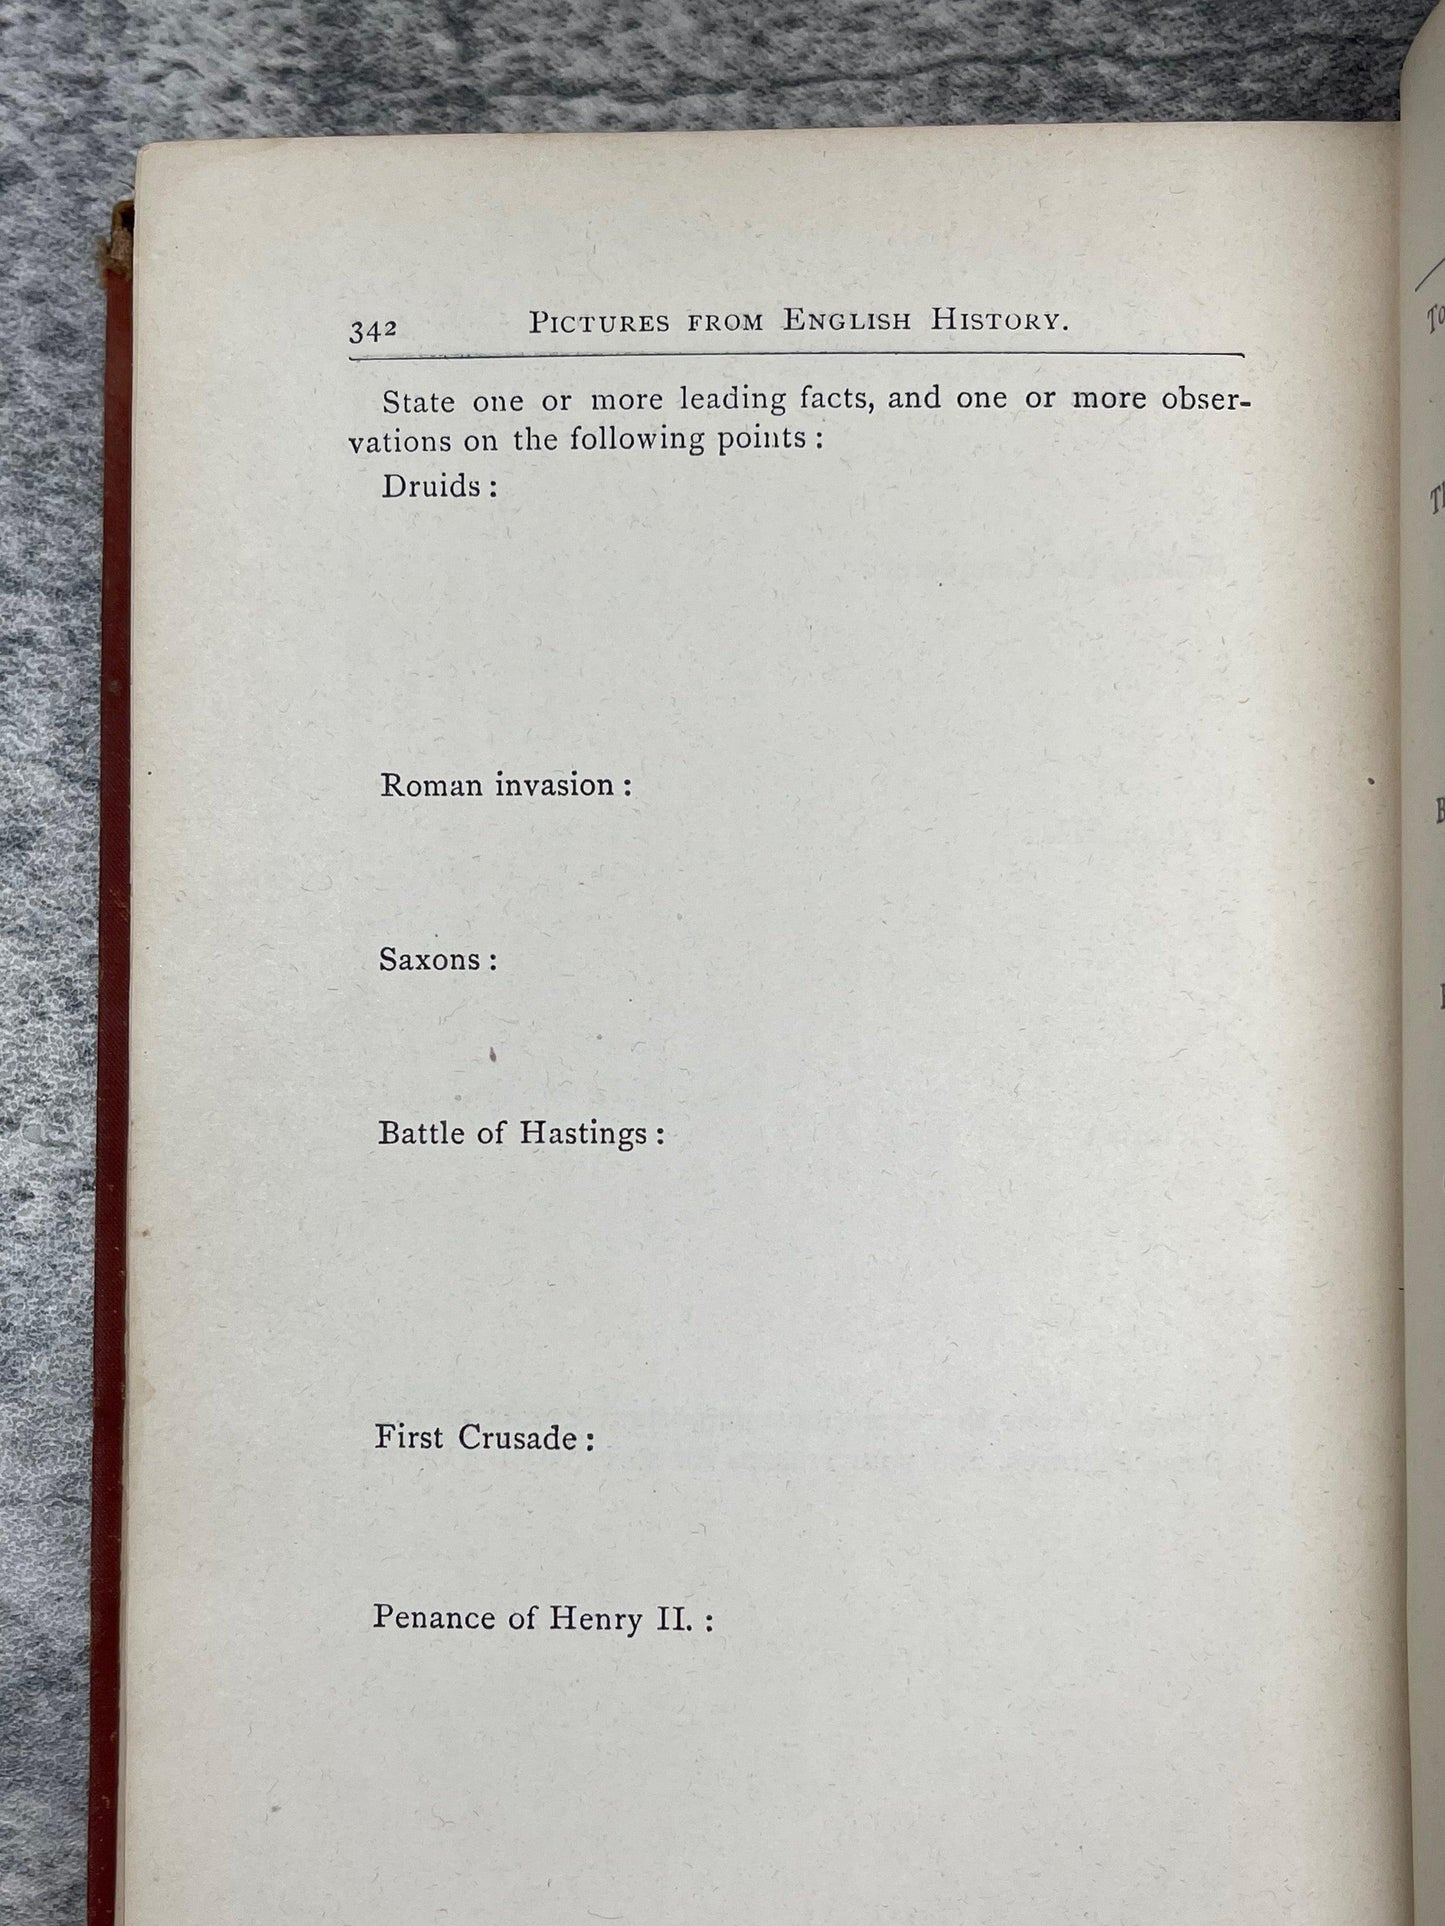 342 PICTURES FROM ENGLISH HISTORY.
State one or more leading facts, and one or more obser-
vations on the following points :
Druids :
Roman invasion :
Saxons :
Battle of Hastings :
First Crusade :
Penance of Henry II. :